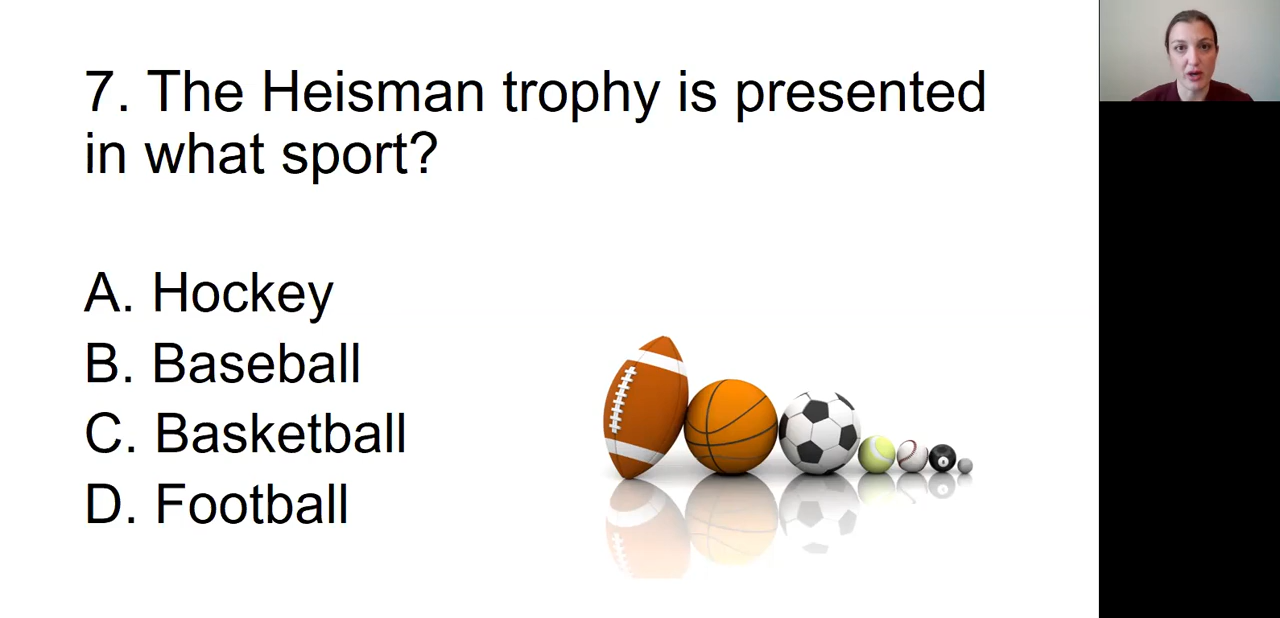 7. The Heisman trophy is presented
in what sport?
A. Hockey
B. Baseball
C. Basketball
D. Football